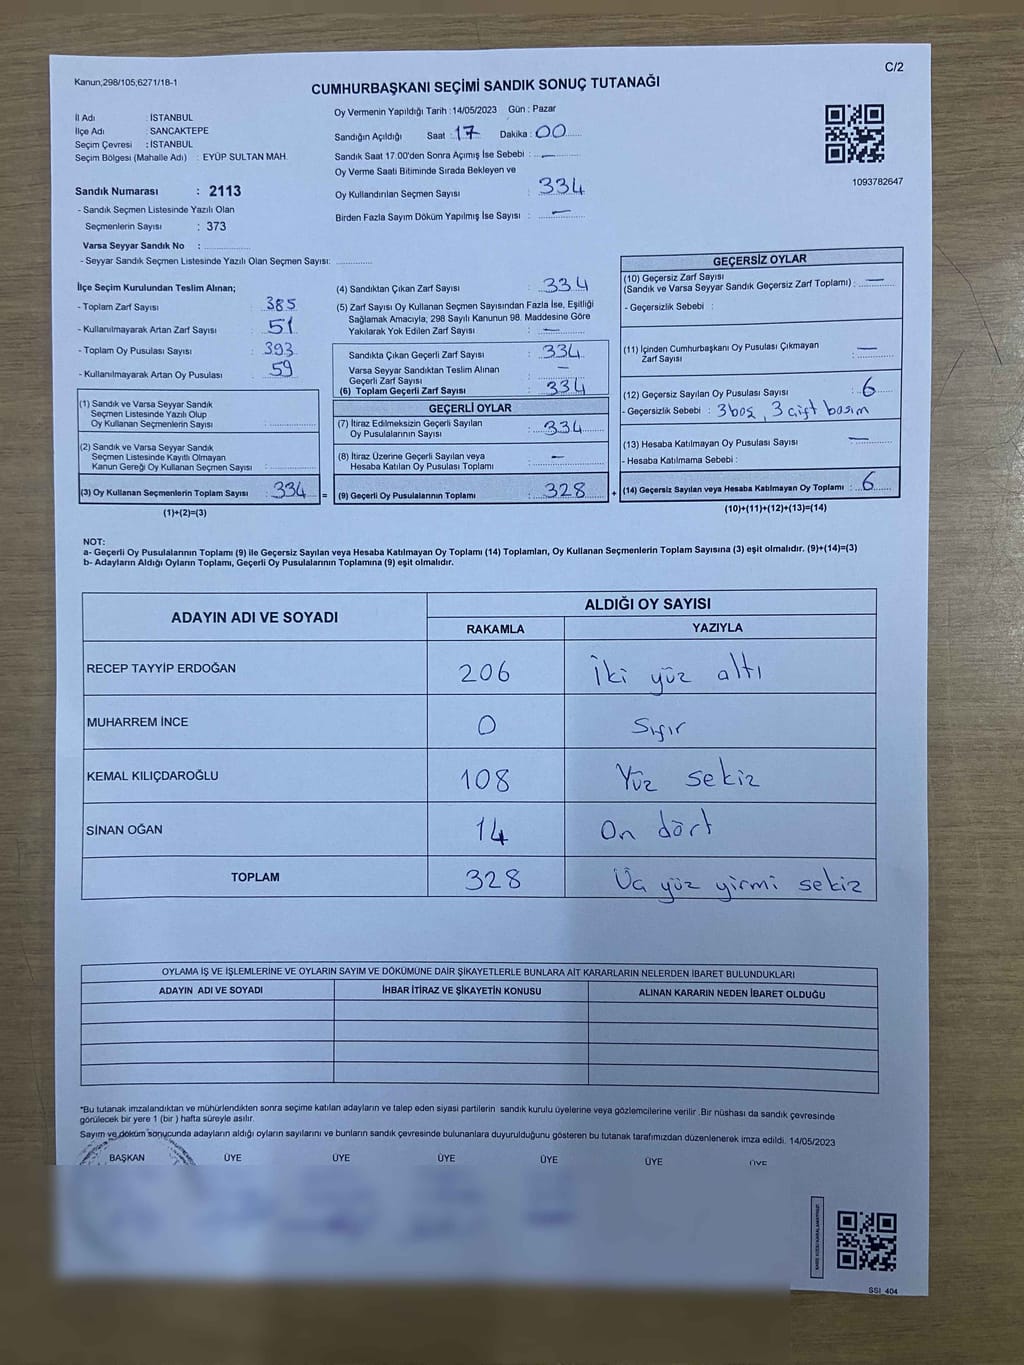 Kanun;298/105;6271/18-1
C/2
CUMHURBAŞKANI SEÇİMİ SANDIK SONUÇ TUTANAĞI
İl Adı : İSTANBUL
İlçe Adı : SANCAKTEPE
Seçim Çevresi : İSTANBUL
Seçim Bölgesi (Mahalle Adı) : EYÜP SULTAN MAH.
Sandık Numarası : 2113
- Sandık Seçmen Listesinde Yazılı Olan
Seçmenlerin Sayısı : 373
Varsa Seyyar Sandık No :
- Seyyar Sandık Seçmen Listesinde Yazılı Olan Seçmen Sayısı:
Oy Vermenin Yapıldığı Tarih : 14/05/2023 Gün : Pazar
Sandığın Açıldığı Saat : 17 Dakika : 00
Sandık Saat 17.00'den Sonra Açımış İse Sebebi : —
Oy Verme Saati Bitiminde Sırada Bekleyen ve
Oy Kullandırılan Seçmen Sayısı : 334
Birden Fazla Sayım Döküm Yapılmış İse Sayısı : —
1093782647
İlçe Seçim Kurulundan Teslim Alınan;
- Toplam Zarf Sayısı : 385
- Kullanılmayarak Artan Zarf Sayısı : 51
- Toplam Oy Pusulası Sayısı : 393
- Kullanılmayarak Artan Oy Pusulası : 59
(1) Sandık ve Varsa Seyyar Sandık
Seçmen Listesinde Yazılı Olup
Oy Kullanan Seçmenlerin Sayısı :
(2) Sandık ve Varsa Seyyar Sandık
Seçmen Listesinde Kayıtlı Olmayan
Kanun Gereği Oy Kullanan Seçmen Sayısı :
(3) Oy Kullanan Seçmenlerin Toplam Sayısı : 334 =
(1)+(2)=(3)
(4) Sandıktan Çıkan Zarf Sayısı : 334
(5) Zarf Sayısı Oy Kullanan Seçmen Sayısından Fazla İse, Eşitliği
Sağlamak Amacıyla, 298 Sayılı Kanunun 98. Maddesine Göre
Yakılarak Yok Edilen Zarf Sayısı : —
Sandıkta Çıkan Geçerli Zarf Sayısı : 334
Varsa Seyyar Sandıktan Teslim Alınan
Geçerli Zarf Sayısı : —
(6) Toplam Geçerli Zarf Sayısı : 334
GEÇERLİ OYLAR
(7) İtiraz Edilmeksizin Geçerli Sayılan
Oy Pusulalarının Sayısı : 334
(8) İtiraz Üzerine Geçerli Sayılan veya
Hesaba Katılan Oy Pusulası Toplamı : —
(9) Geçerli Oy Pusulalarının Toplamı : 328 +
GEÇERSİZ OYLAR
(10) Geçersiz Zarf Sayısı
(Sandık ve Varsa Seyyar Sandık Geçersiz Zarf Toplamı) : —
- Geçersizlik Sebebi :
(11) İçinden Cumhurbaşkanı Oy Pusulası Çıkmayan
Zarf Sayısı : —
(12) Geçersiz Sayılan Oy Pusulası Sayısı : 6
- Geçersizlik Sebebi : 3 boş, 3 çift basım
(13) Hesaba Katılmayan Oy Pusulası Sayısı : —
- Hesaba Katılmama Sebebi :
(14) Geçersiz Sayılan veya Hesaba Katılmayan Oy Toplamı : 6
(10)+(11)+(12)+(13)=(14)
NOT:
a- Geçerli Oy Pusulalarının Toplamı (9) ile Geçersiz Sayılan veya Hesaba Katılmayan Oy Toplamı (14) Toplamları, Oy Kullanan Seçmenlerin Toplam Sayısına (3) eşit olmalıdır. (9)+(14)=(3)
b- Adayların Aldığı Oyların Toplamı, Geçerli Oy Pusulalarının Toplamına (9) eşit olmalıdır.
ADAYIN ADI VE SOYADI ALDIĞI OY SAYISI
RAKAMLA YAZIYLA
RECEP TAYYİP ERDOĞAN 206 İki yüz altı
MUHARREM İNCE 0 Sıfır
KEMAL KILIÇDAROĞLU 108 Yüz sekiz
SİNAN OĞAN 14 On dört
TOPLAM 328 Üç yüz yirmi sekiz
OYLAMA İŞ VE İŞLEMLERİNE VE OYLARIN SAYIM VE DÖKÜMÜNE DAİR ŞİKAYETLERLE BUNLARA AİT KARARLARIN NELERDEN İBARET BULUNDUKLARI
ADAYIN ADI VE SOYADI İHBAR İTİRAZ VE ŞİKAYETİN KONUSU ALINAN KARARIN NEDEN İBARET OLDUĞU
*Bu tutanak imzalandıktan ve mühürlendikten sonra seçime katılan adayların ve talep eden siyasi partilerin sandık kurulu üyelerine veya gözlemcilerine verilir .Bir nüshası da sandık çevresinde
görülecek bir yere 1 (bir ) hafta süreyle asılır.
Sayım ve döküm sonucunda adayların aldığı oyların sayılarını ve bunların sandık çevresinde bulunanlara duyurulduğunu gösteren bu tutanak tarafımızdan düzenlenerek imza edildi. 14/05/2023
BAŞKAN ÜYE ÜYE ÜYE ÜYE ÜYE ÜYE
SSI_404